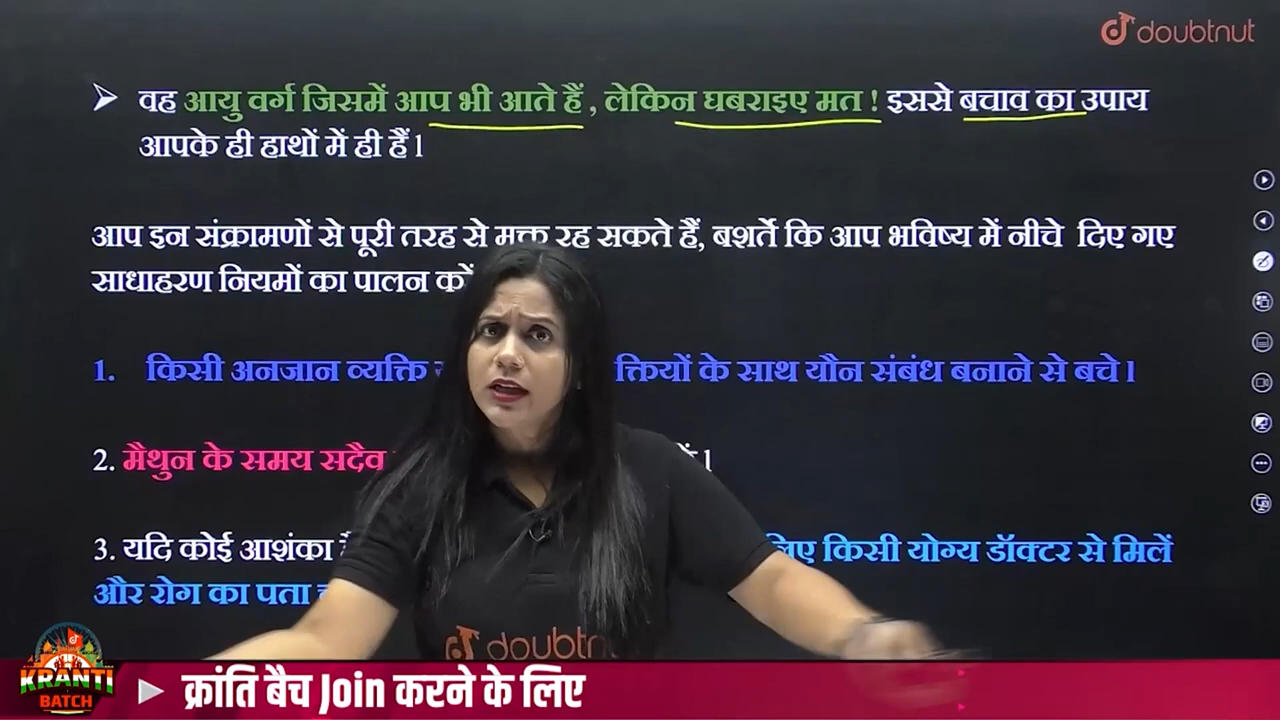 doubtnut
वह आयु वर्ग जिसमें आप भी आते हैं , लेकिन घबराइए मत ! इससे बचाव का उपाय
आपके ही हाथों में ही हैं ।
आप इन संक्रामणों से पूरी तरह से मुक्त रह सकते हैं, बशर्ते कि आप भविष्य में नीचे दिए गए
साधाहरण नियमों का पालन
1. किसी अनजान व्यक्ति के साथ यौन संबंध बनाने से बचे ।
2. मैथुन के समय सदैव ।
3. यदि कोई आशंका किसी योग्य डॉक्टर से मिलें
और रोग का पता
doubtn
KRANTI
BATCH
क्रांति बैच Join करने के लिए